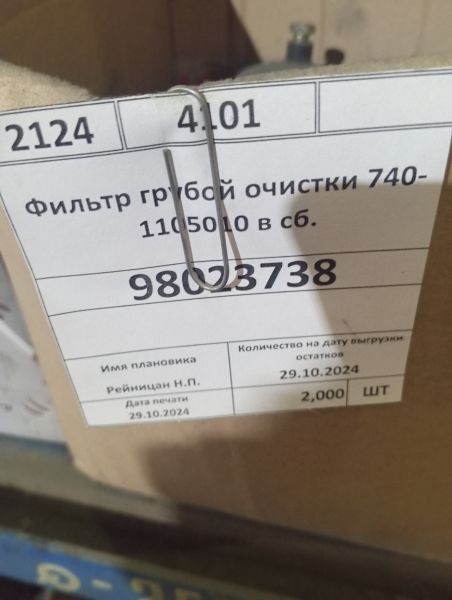 2124 4101
Фильтр грубой очистки 740-
1105010 в сб.
98023738
Имя плановика
Рейницан Н.П.
Количество на дату выгрузки
остатков
29.10.2024
Дата печати
29.10.2024
2,000 ШТ